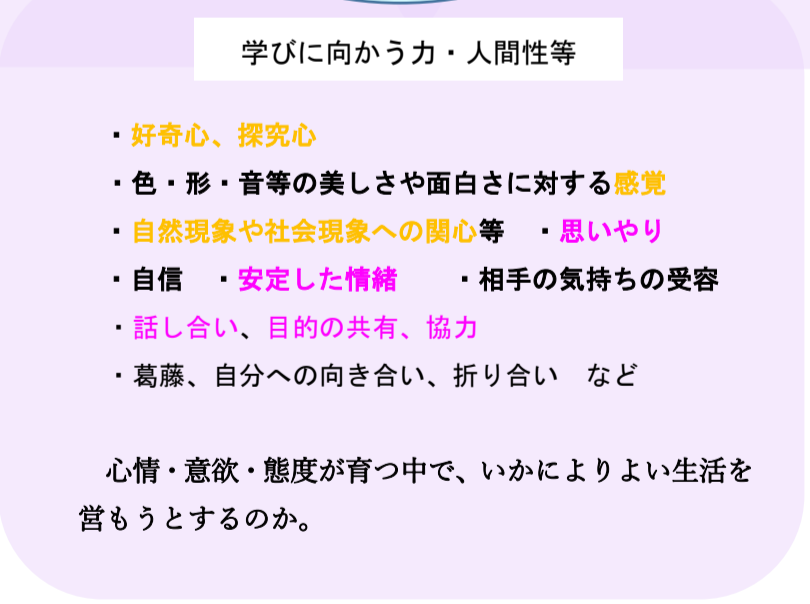 学びに向かう力・人間性等
・好奇心、探究心
・色・形・音等の美しさや面白さに対する感覚
・自然現象や社会現象への関心等　・思いやり
・自信　・安定した情緒　　・相手の気持ちの受容
・話し合い、目的の共有、協力
・葛藤、自分への向き合い、折り合い　など
心情・意欲・態度が育つ中で、いかによりよい生活を
営もうとするのか。